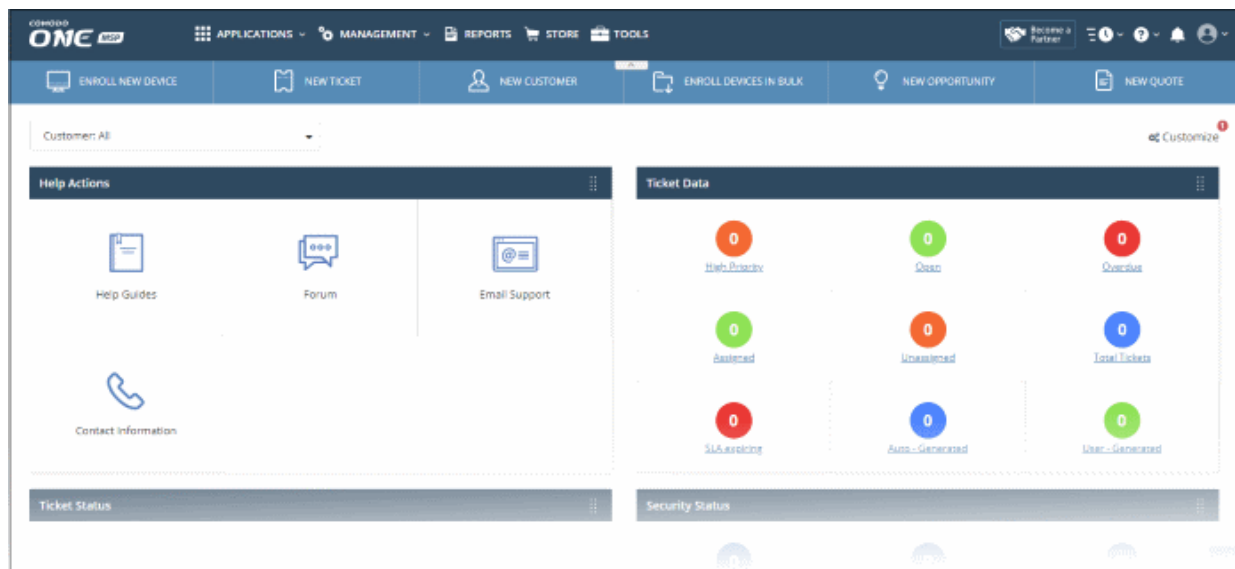 COMODO
ONE MSP
APPLICATIONS
MANAGEMENT
REPORTS
STORE
TOOLS
Become a
Partner
ENROLL NEW DEVICE
NEW TICKET
NEW CUSTOMER
ENROLL DEVICES IN BULK
NEW OPPORTUNITY
NEW QUOTE
Customer: All
Customize
1
Help Actions
Help Guides
Forum
Email Support
Contact Information
Ticket Data
0
High Priority
0
Open
0
Overdue
0
Assigned
0
Unassigned
0
Total Tickets
0
SLA expiring
0
Auto - Generated
0
User - Generated
Ticket Status
Security Status
0
0